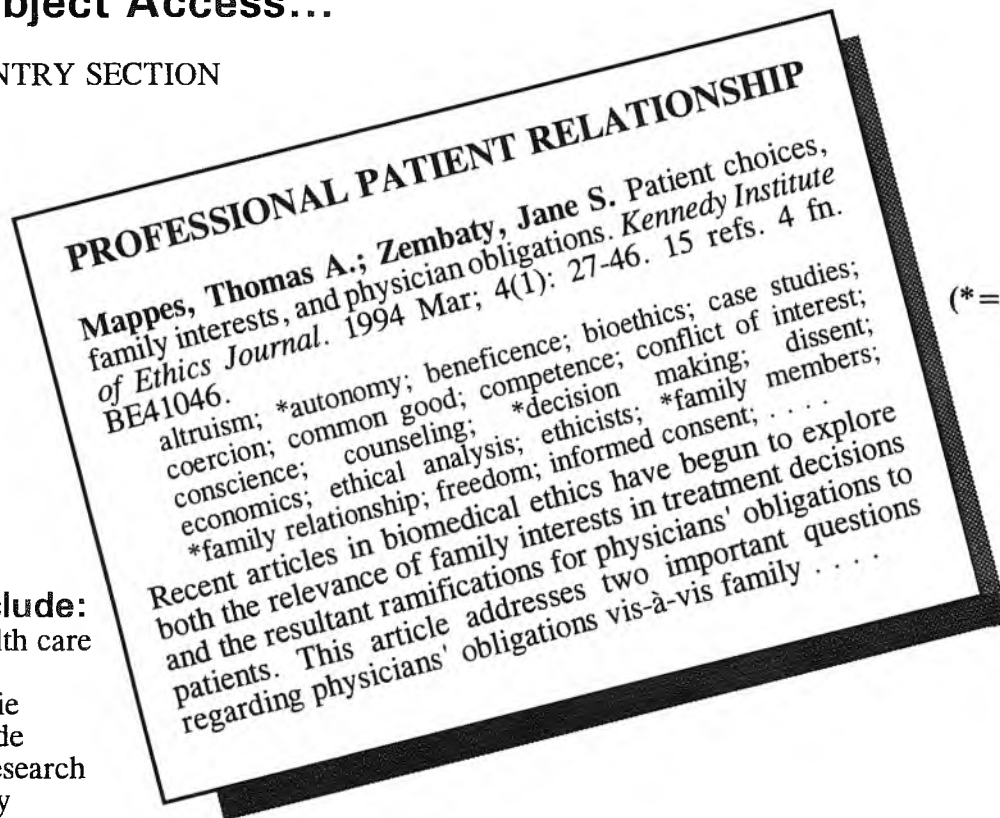 bject Access...
NTRY SECTION
PROFESSIONAL PATIENT RELATIONSHIP
Mappes, Thomas A.; Zembaty, Jane S. Patient choices,
family interests, and physician obligations. Kennedy Institute
of Ethics Journal. 1994 Mar; 4(1): 27-46. 15 refs. 4 fn.
BE41046.
altruism; *autonomy; beneficence; bioethics; case studies;
coercion; common good; competence; conflict of interest;
conscience; counseling; *decision making; dissent;
economics; ethical analysis; ethicists; *family members;
*family relationship; freedom; informed consent; . . . .
Recent articles in biomedical ethics have begun to explore
both the relevance of family interests in treatment decisions
and the resultant ramifications for physicians' obligations to
patients. This article addresses two important questions
regarding physicians' obligations vis-à-vis family . . . .
(*=
clude:
lth care
ie
de
esearch
y